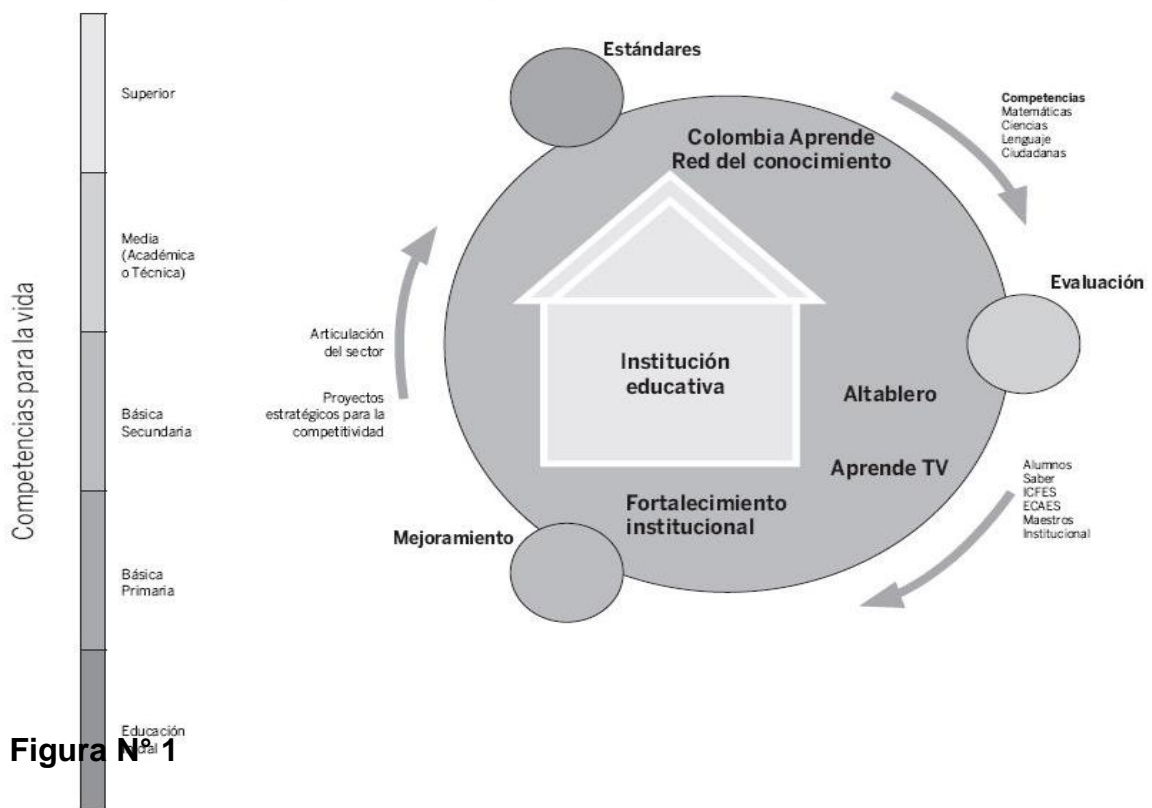 Competencias para la vida
Superior
Media
(Académica
o Técnica)
Básica
Secundaria
Básica
Primaria
Educación
Figura N° 1
Estándares
Colombia Aprende
Red del conocimiento
Competencias
Matemáticas
Ciencias
Lenguaje
Ciudadanas
Evaluación
Articulación
del sector
Proyectos
estratégicos para la
competitividad
Institución
educativa
Altablero
Aprende TV
Alumnos
Saber
ICFES
ECAES
Maestros
Institucional
Fortalecimiento
institucional
Mejoramiento